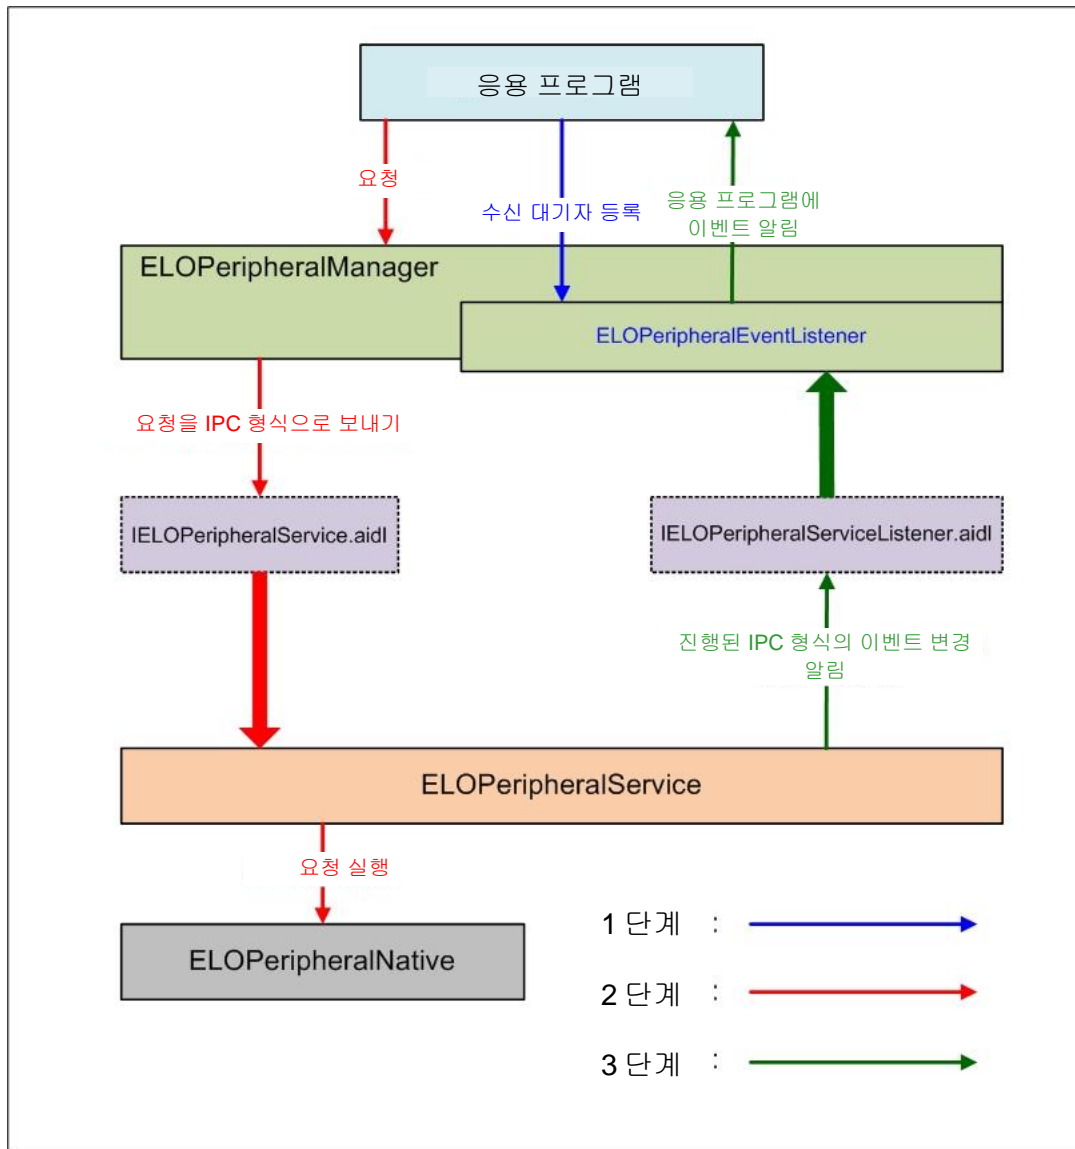 응용 프로그램
요청
수신 대기자 등록
응용 프로그램에
이벤트 알림
ELOPeripheralManager
ELOPeripheralEventListener
요청을 IPC 형식으로 보내기
IELOPeripheralService.aidl
IELOPeripheralServiceListener.aidl
진행된 IPC 형식의 이벤트 변경
알림
ELOPeripheralService
요청 실행
ELOPeripheralNative
1 단계 :
2 단계 :
3 단계 :